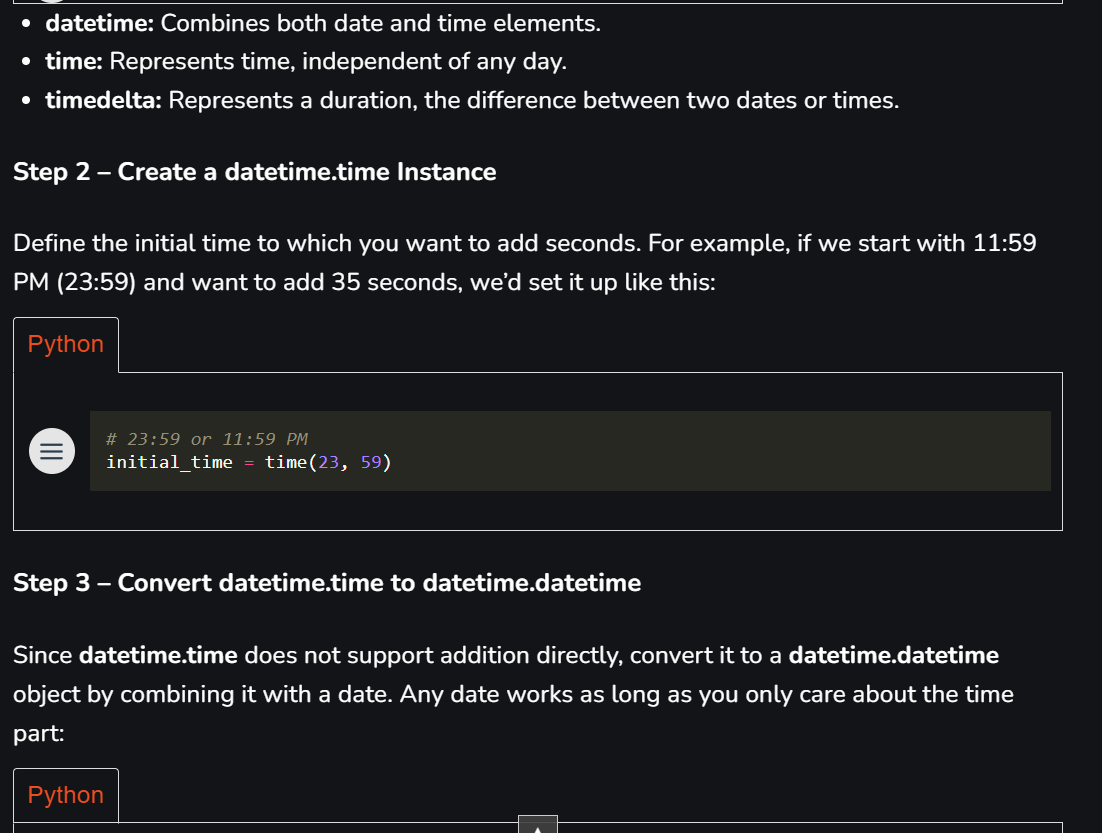 • datetime: Combines both date and time elements.
• time: Represents time, independent of any day.
• timedelta: Represents a duration, the difference between two dates or times.
Step 2 – Create a datetime.time Instance
Define the initial time to which you want to add seconds. For example, if we start with 11:59
PM (23:59) and want to add 35 seconds, we’d set it up like this:
Python
# 23:59 or 11:59 PM
initial_time = time(23, 59)
Step 3 – Convert datetime.time to datetime.datetime
Since datetime.time does not support addition directly, convert it to a datetime.datetime
object by combining it with a date. Any date works as long as you only care about the time
part:
Python